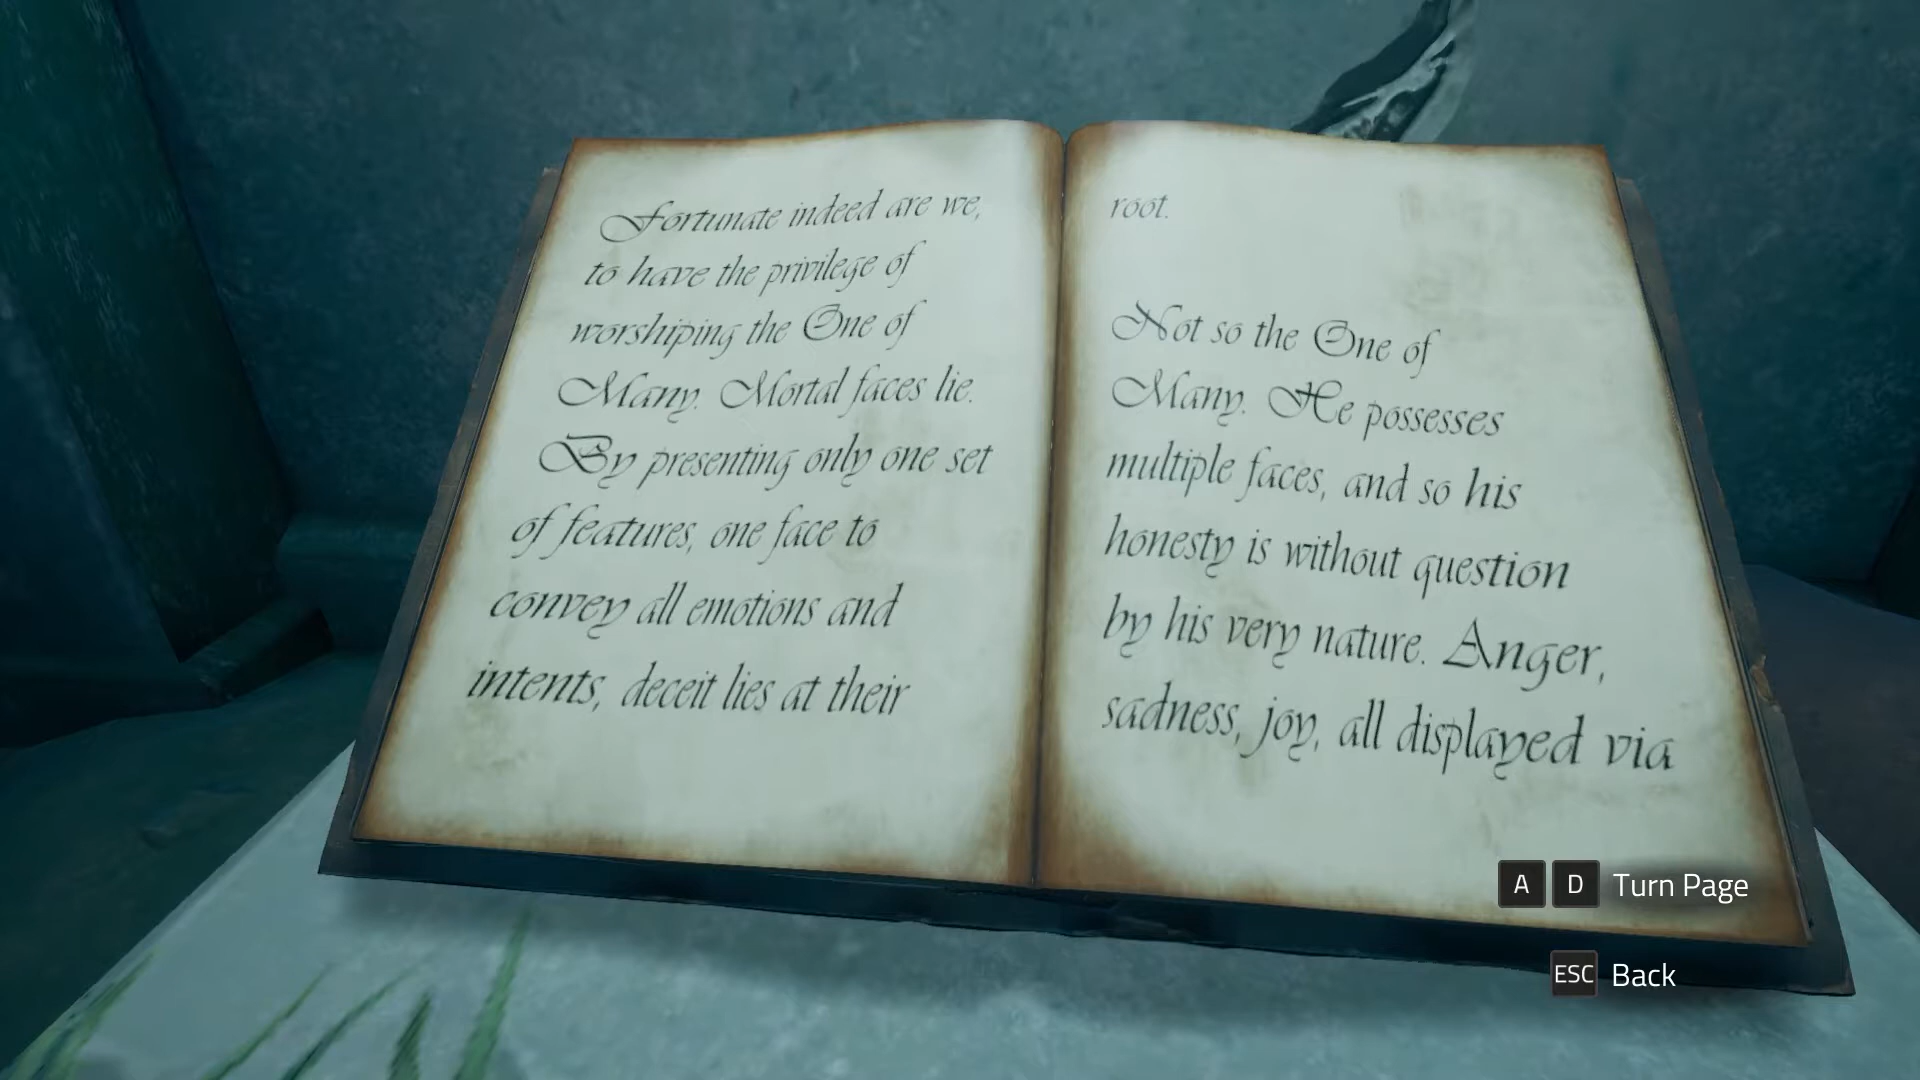 Fortunate indeed are we,
to have the privilege of
worshiping the One of
Many. Mortal faces lie.
By presenting only one set
of features, one face to
convey all emotions and
intents, deceit lies at their
root.
Not so the One of
Many. He possesses
multiple faces, and so his
honesty is without question
by his very nature. Anger,
sadness, joy, all displayed via
A D Turn Page
ESC Back